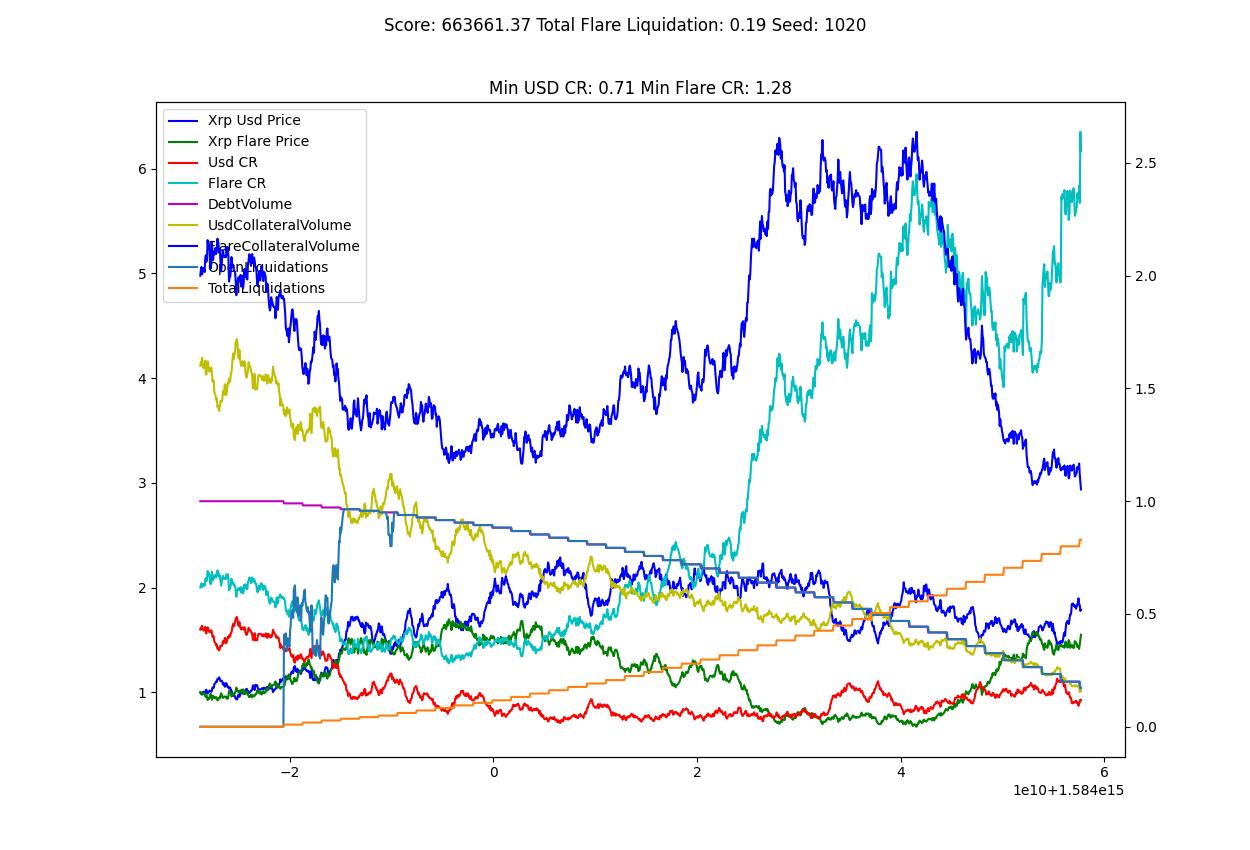 Score: 663661.37 Total Flare Liquidation: 0.19 Seed: 1020
Min USD CR: 0.71 Min Flare CR: 1.28
Xrp Usd Price
Xrp Flare Price
Usd CR
Flare CR
DebtVolume
UsdCollateralVolume
FlareCollateralVolume
OpenLiquidations
TotalLiquidations
6
5
4
3
2
1
2.5
2.0
1.5
1.0
0.5
0.0
−2
0
2
4
6
1e10+1.584e15